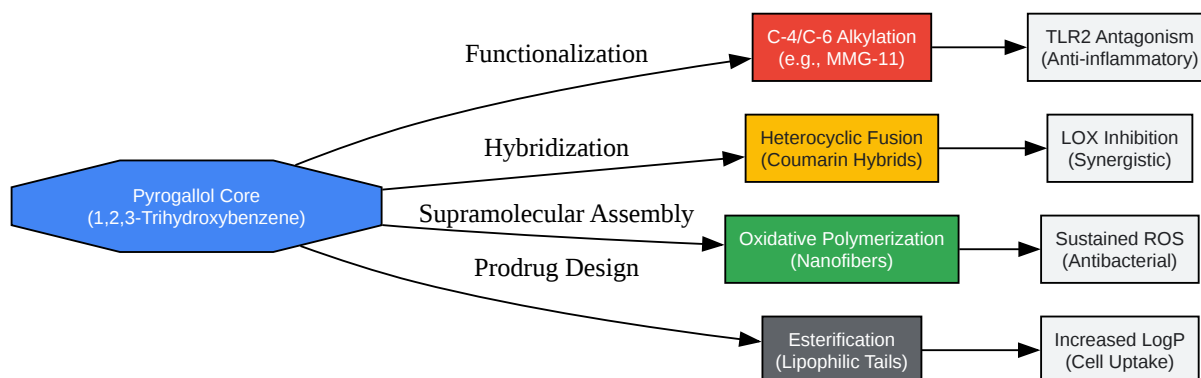 Pyrogallol Core
(1,2,3-Trihydroxybenzene)
Functionalization
C-4/C-6 Alkylation
(e.g., MMG-11)
TLR2 Antagonism
(Anti-inflammatory)
Hybridization
Heterocyclic Fusion
(Coumarin Hybrids)
LOX Inhibition
(Synergistic)
Supramolecular Assembly
Oxidative Polymerization
(Nanofibers)
Sustained ROS
(Antibacterial)
Prodrug Design
Esterification
(Lipophilic Tails)
Increased LogP
(Cell Uptake)